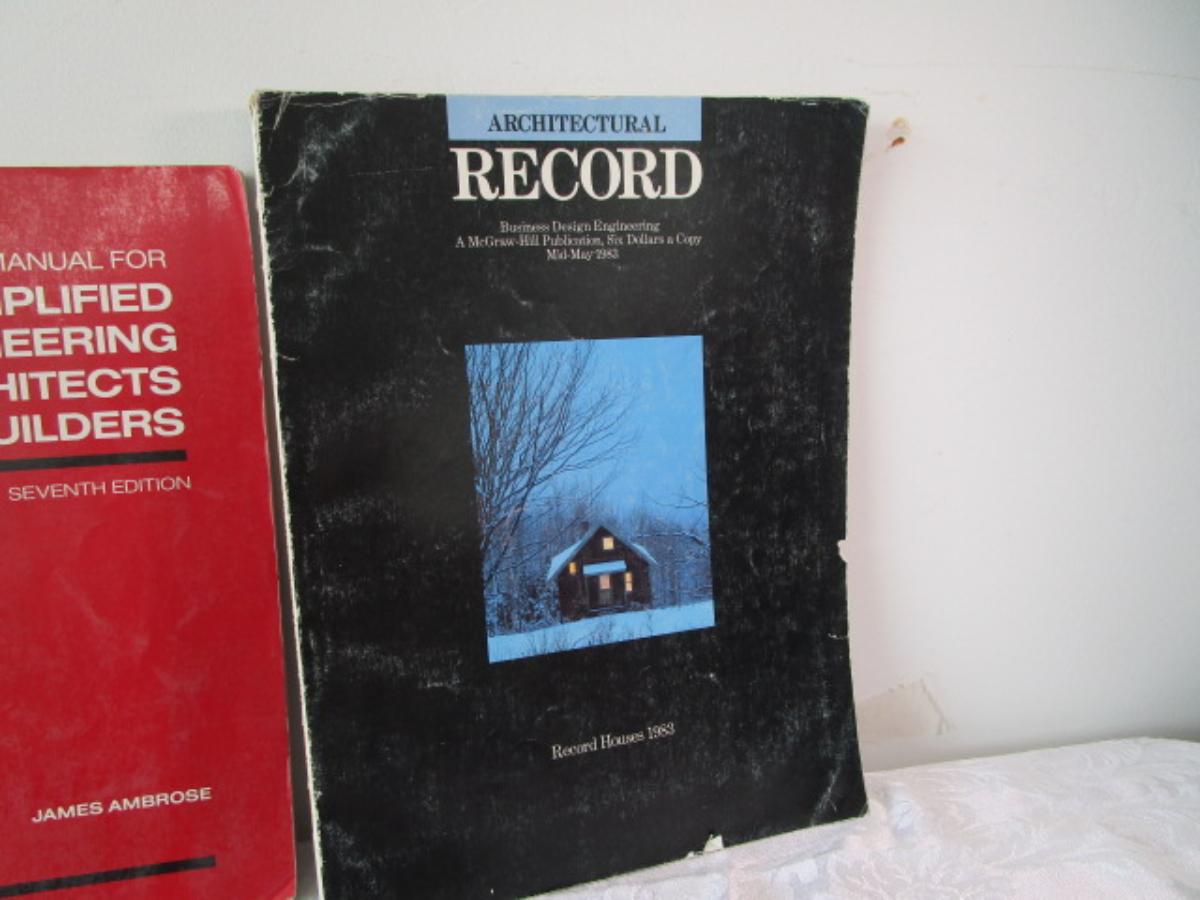 MANUAL FOR
PLIFIED
EERING
HITECTS
UILDERS
SEVENTH EDITION
JAMES AMBROSE
ARCHITECTURAL
RECORD
Business Design Engineering
A McGraw-Hill Publication, Six Dollars a Copy
Mid-May 1983
Record Houses 1983